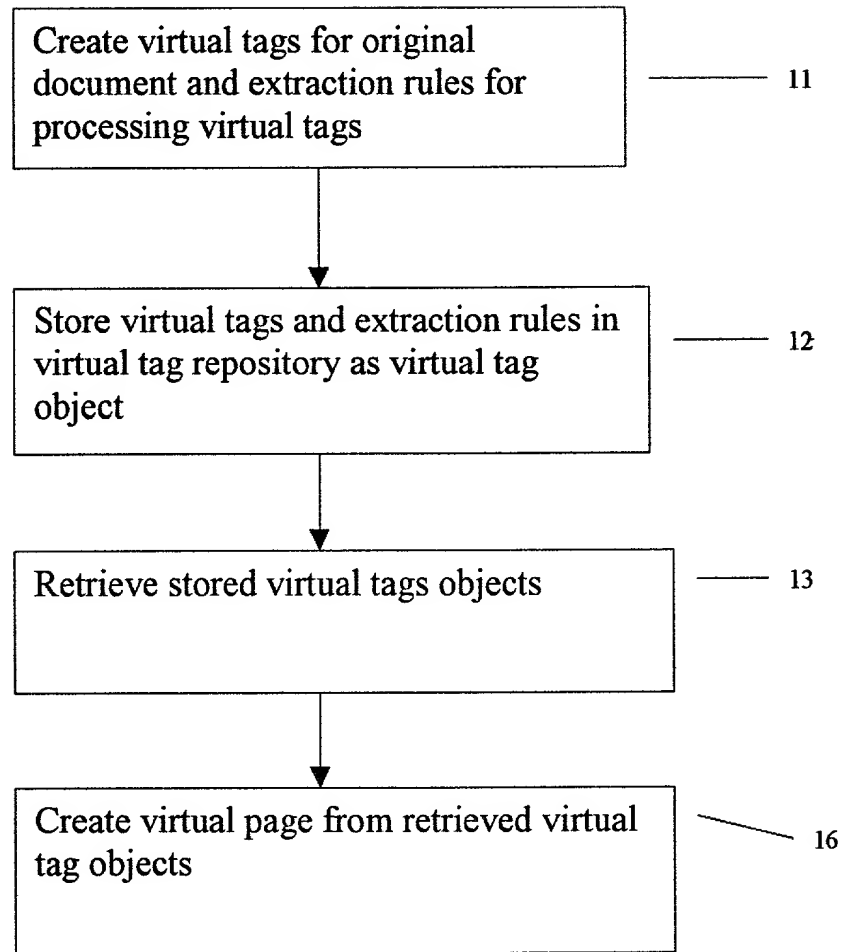 Create virtual tags for original
document and extraction rules for
processing virtual tags
11
Store virtual tags and extraction rules in
virtual tag repository as virtual tag
object
12
Retrieve stored virtual tags objects
13
Create virtual page from retrieved virtual
tag objects
16